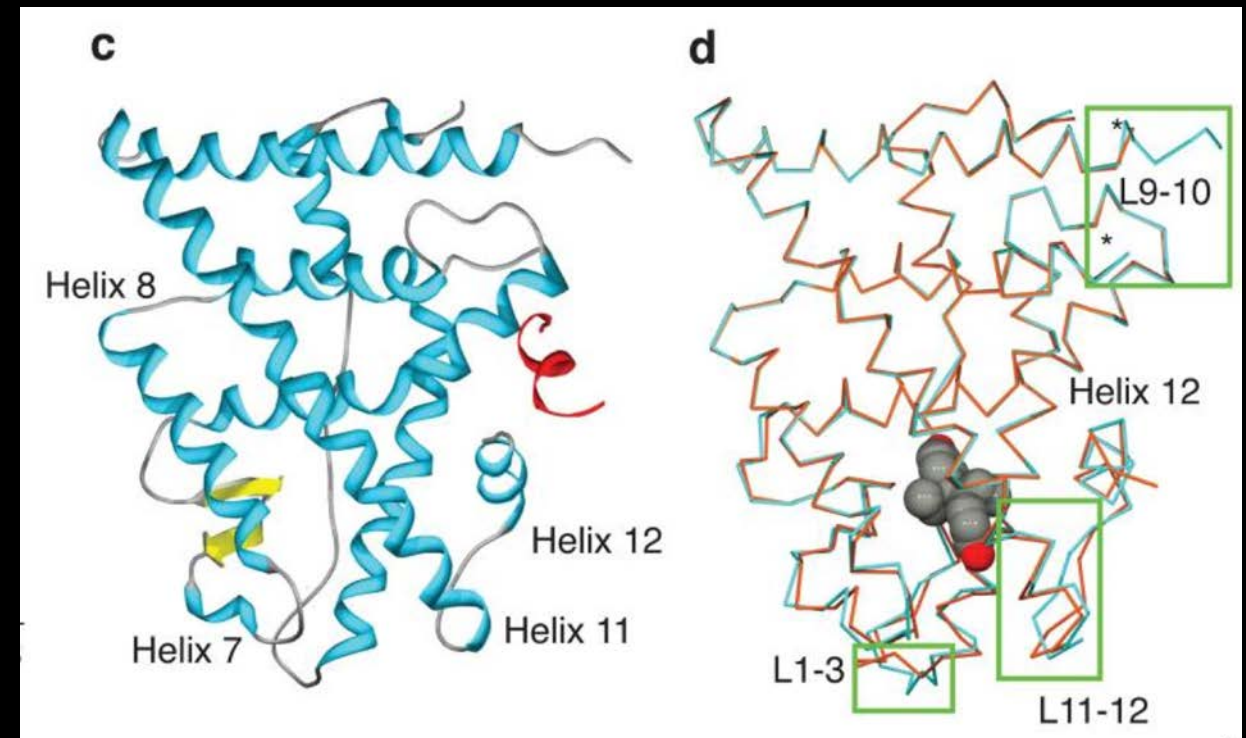 c
d
*
L9-10
*
Helix 8
Helix 12
Helix 12
Helix 11
Helix 7
L1-3
L11-12